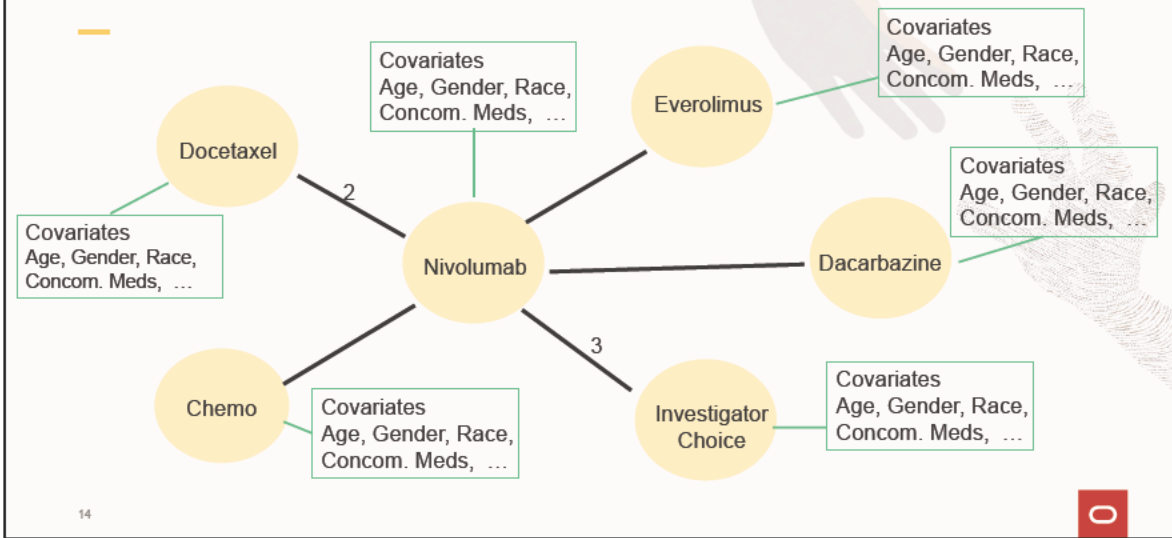 Covariates
Age, Gender, Race,
Concom. Meds, …
Covariates
Age, Gender, Race,
Concom. Meds, …
Everolimus
Docetaxel
Covariates
Age, Gender, Race,
Concom. Meds, …
2
Covariates
Age, Gender, Race,
Concom. Meds, …
Nivolumab
Dacarbazine
3
Chemo
Covariates
Age, Gender, Race,
Concom. Meds, …
Investigator
Choice
Covariates
Age, Gender, Race,
Concom. Meds, …
14